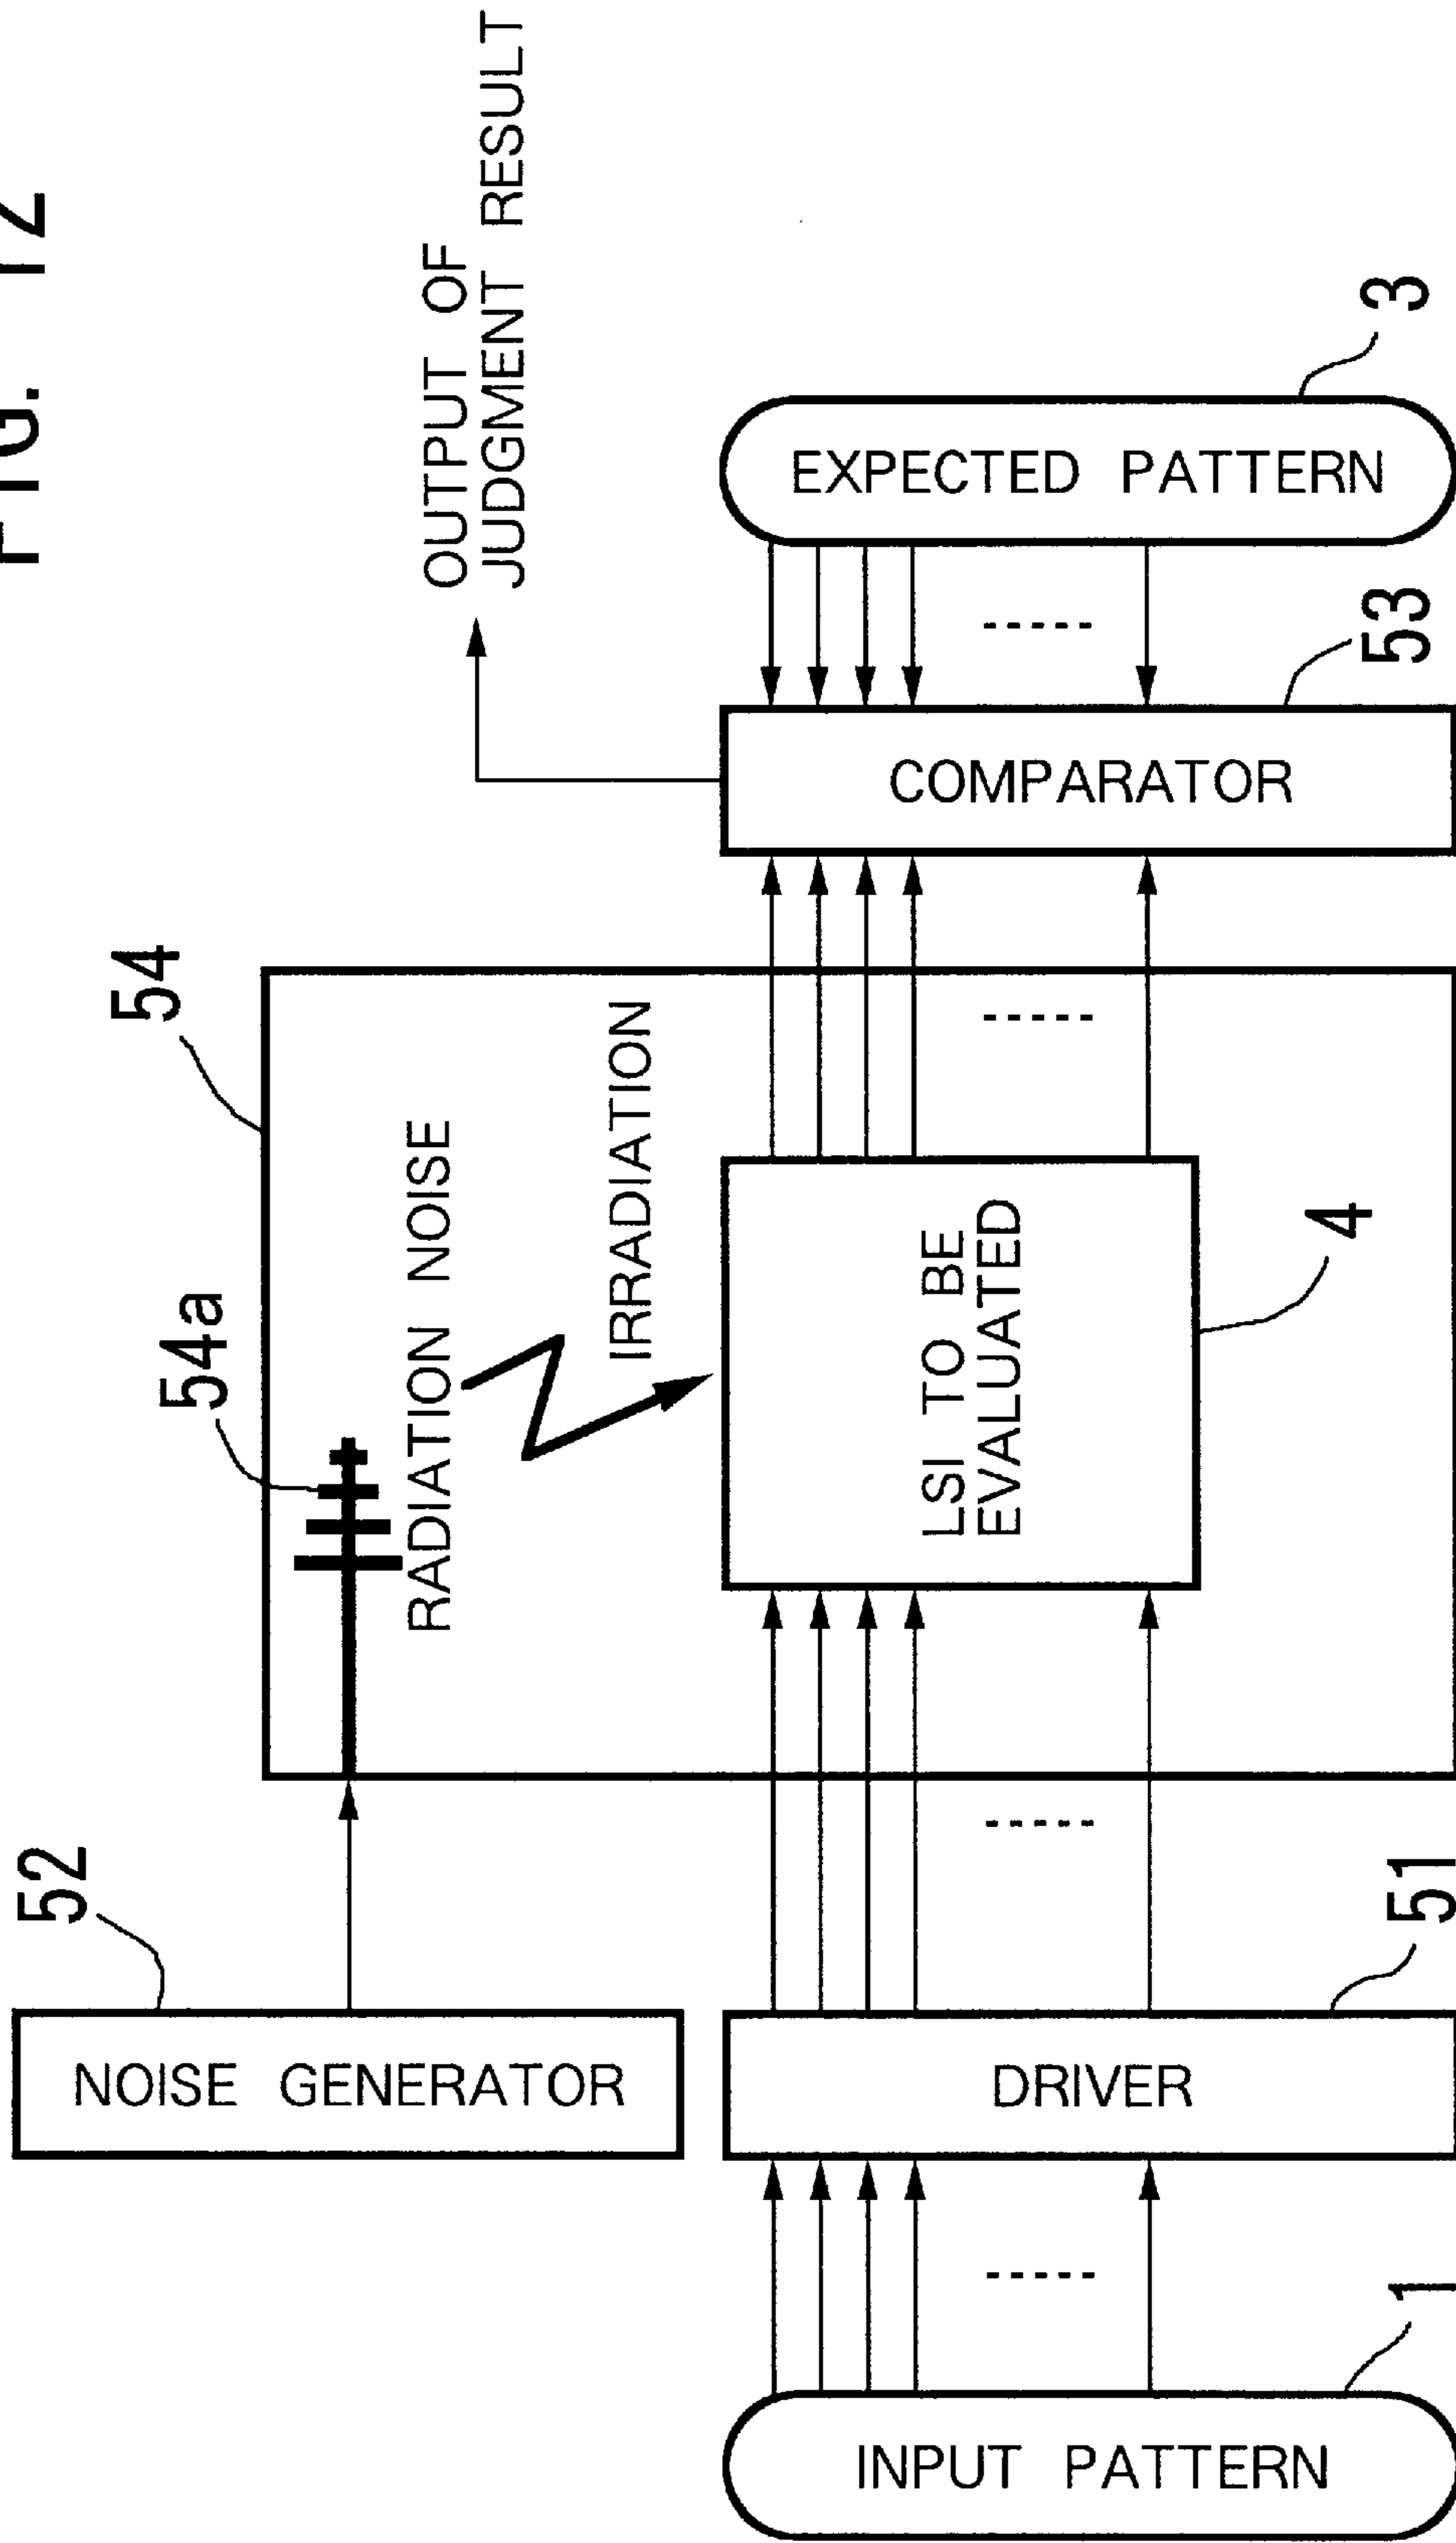 FIG. 12
52
NOISE GENERATOR
54
54a
RADIATION NOISE
IRRADIATION
OUTPUT OF
JUDGMENT RESULT
INPUT PATTERN
1
DRIVER
51
LSI TO BE
EVALUATED
4
COMPARATOR
53
EXPECTED PATTERN
3